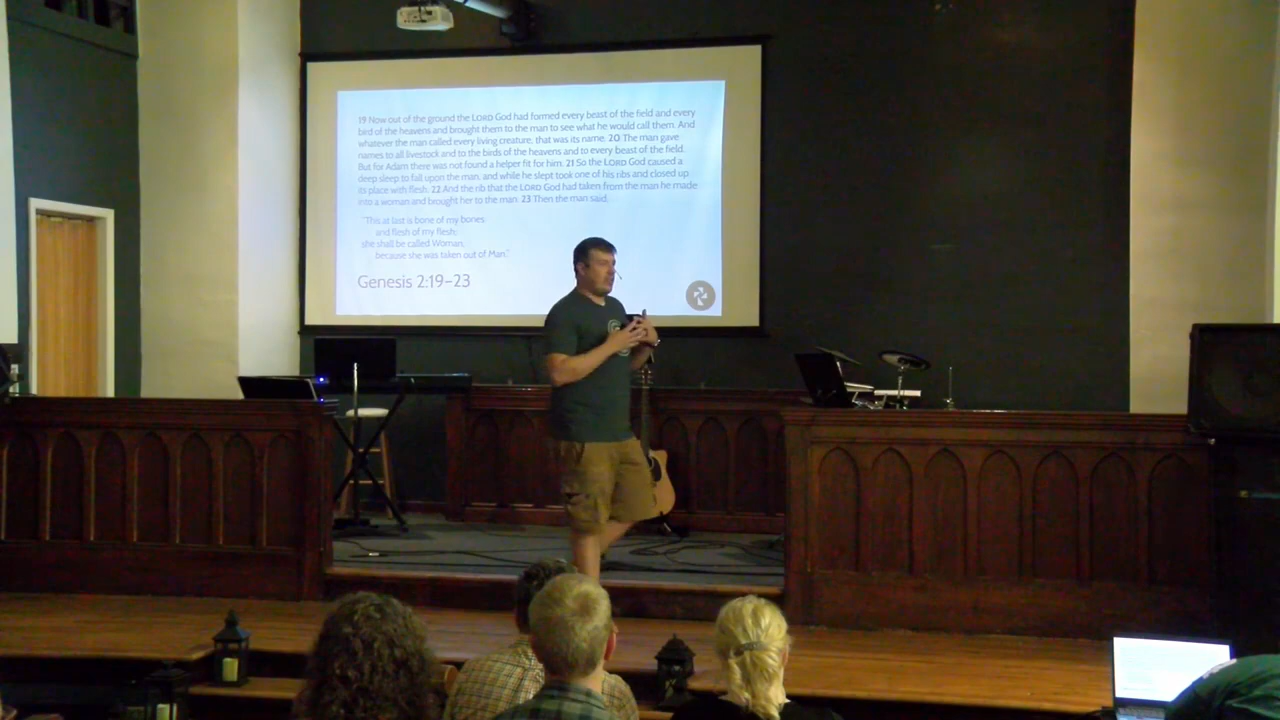 19 Now out of the ground the LORD God had formed every beast of the field and every
bird of the heavens and brought them to the man to see what he would call them. And
whatever the man called every living creature, that was its name. 20 The man gave
names to all livestock and to the birds of the heavens and to every beast of the field.
But for Adam there was not found a helper fit for him. 21 So the LORD God caused a
deep sleep to fall upon the man, and while he slept took one of his ribs and closed up
its place with flesh. 22 And the rib that the LORD God had taken from the man he made
into a woman and brought her to the man. 23 Then the man said,
"This at last is bone of my bones
and flesh of my flesh;
she shall be called Woman,
because she was taken out of Man."
Genesis 2:19–23